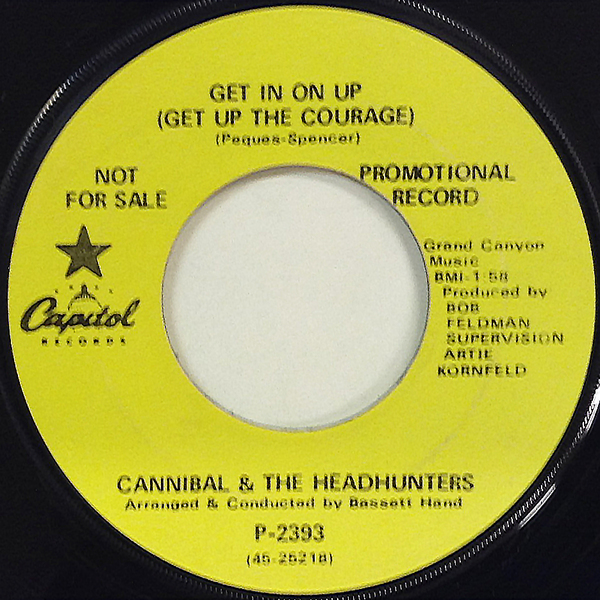 GET IN ON UP
(GET UP THE COURAGE)
(Peques-Spencer)
NOT
FOR SALE
PROMOTIONAL
RECORD
Capitol
RECORDS
Grand Canyon
Music
BMI-1:58
Produced by
BOB
FELDMAN
SUPERVISION
ARTIE
KORNFELD
CANNIBAL & THE HEADHUNTERS
Arranged & Conducted by Bassett Hand
P-2393
(45-25218)